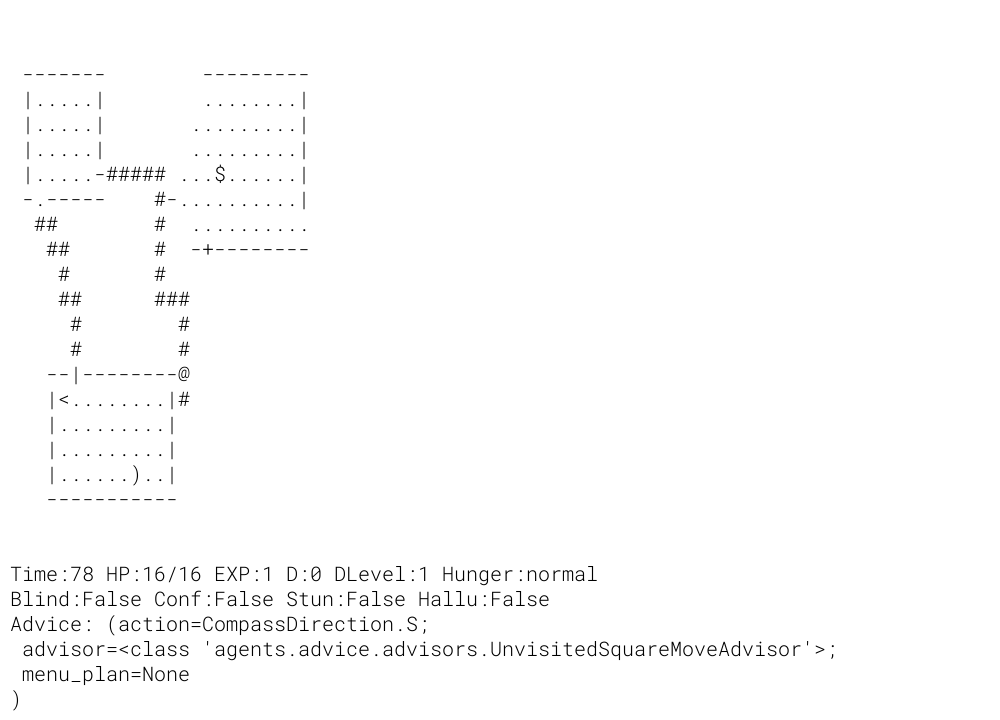 -------        ---------
 |.....|        ........|
 |.....|       .........|
 |.....|       .........|
 |.....-##### ...$......|
 -.-----    #-..........|
  ##        #  ..........
   ##       #  -+--------
    #       #
    ##      ###
     #        #
     #        #
   --|--------@
   |<........|#
   |.........|
   |.........|
   |......)..|
   -----------
Time:78 HP:16/16 EXP:1 D:0 DLevel:1 Hunger:normal
Blind:False Conf:False Stun:False Hallu:False
Advice: (action=CompassDirection.S;
 advisor=<class 'agents.advice.advisors.UnvisitedSquareMoveAdvisor'>;
 menu_plan=None
)